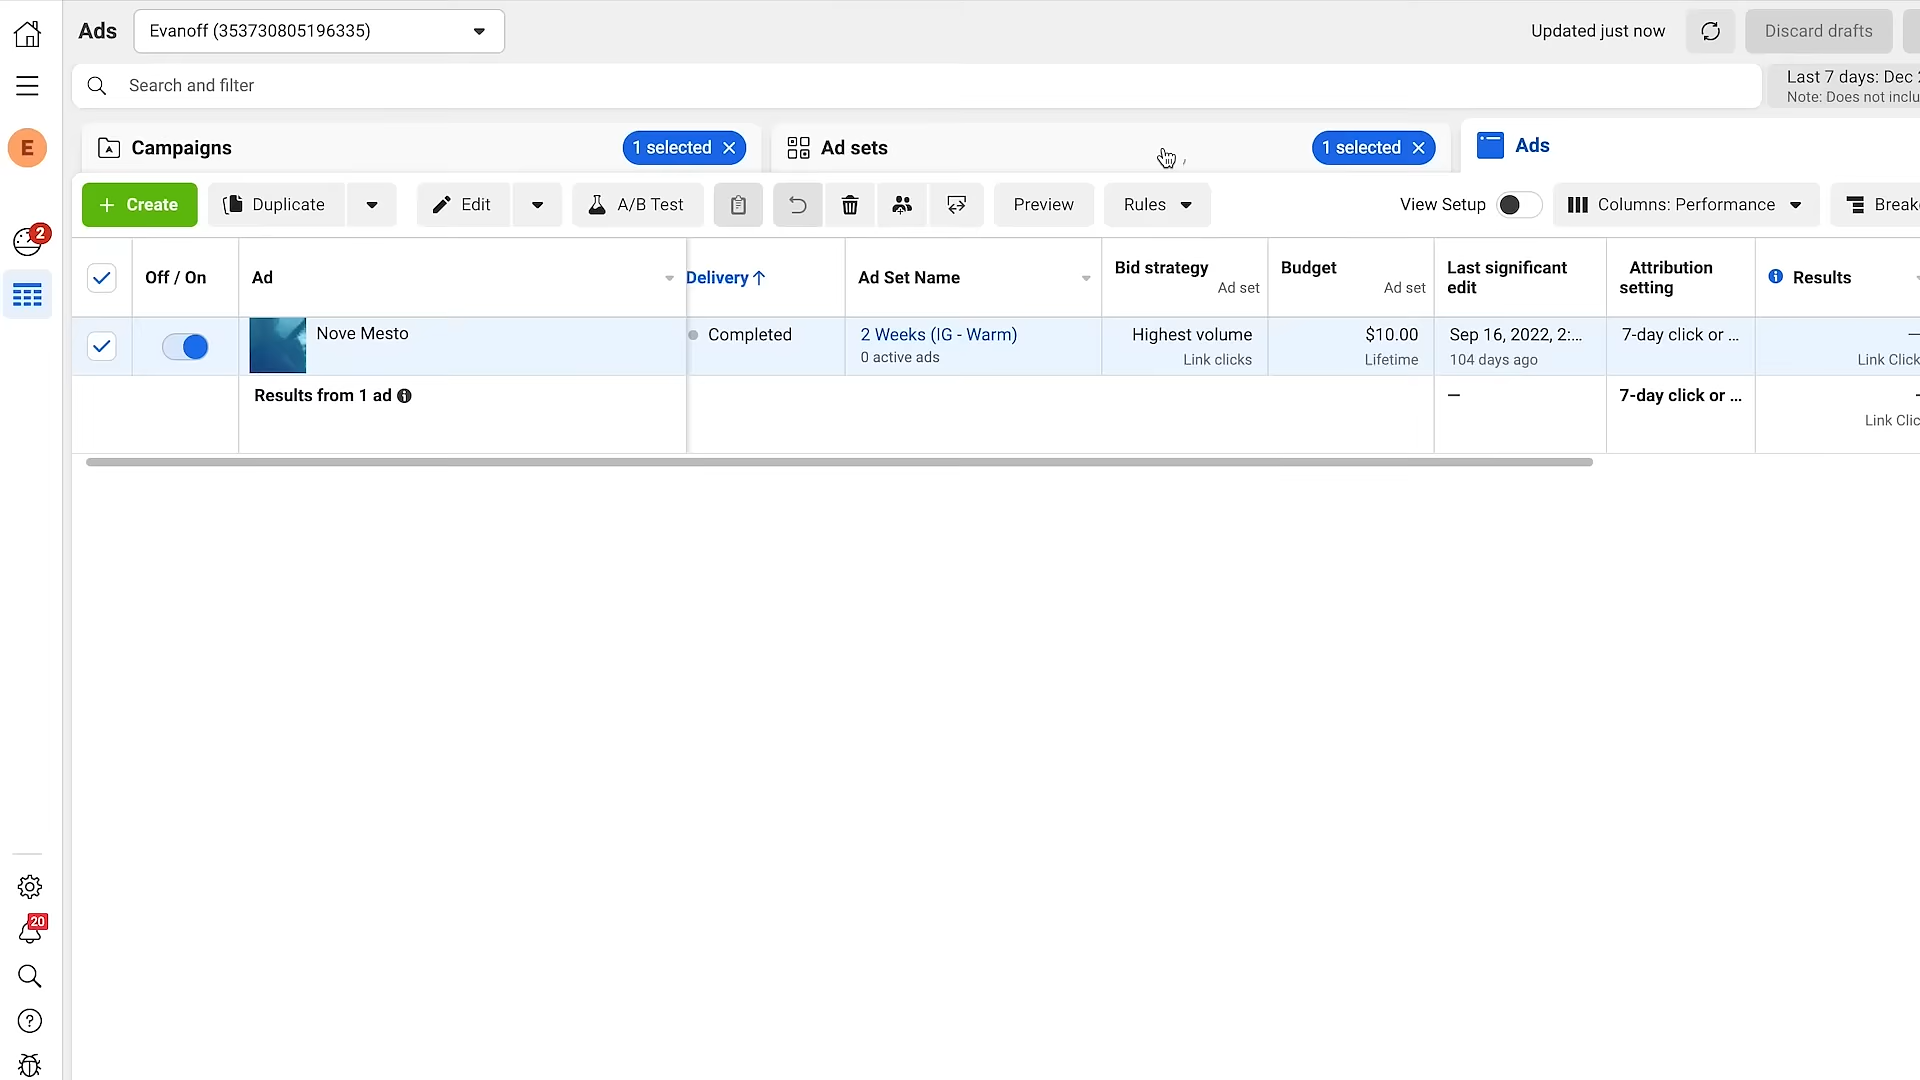 Ads
Evanoff (353730805196335)
Updated just now
Discard drafts
Search and filter
Last 7 days: Dec
Note: Does not inclu
E
Campaigns
1 selected
Ad sets
1 selected
Ads
Create
Duplicate
Edit
A/B Test
Preview
Rules
View Setup
Columns: Performance
Break
2
Off / On
Ad
Delivery ↑
Ad Set Name
Bid strategy
Ad set
Budget
Ad set
Last significant
edit
Attribution
setting
Results
Nove Mesto
Completed
2 Weeks (IG - Warm)
0 active ads
Highest volume
Link clicks
$10.00
Lifetime
Sep 16, 2022, 2:...
104 days ago
7-day click or ...
—
Link Click
Results from 1 ad
—
7-day click or ...
Link Clic
20